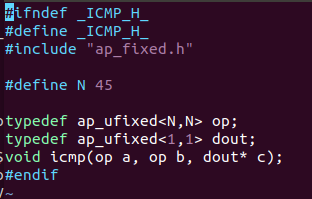 #ifndef _ICMP_H_
#define _ICMP_H_
#include "ap_fixed.h"
#define N 45
typedef ap_ufixed<N,N> op;
typedef ap_ufixed<1,1> dout;
void icmp(op a, op b, dout* c);
#endif
~